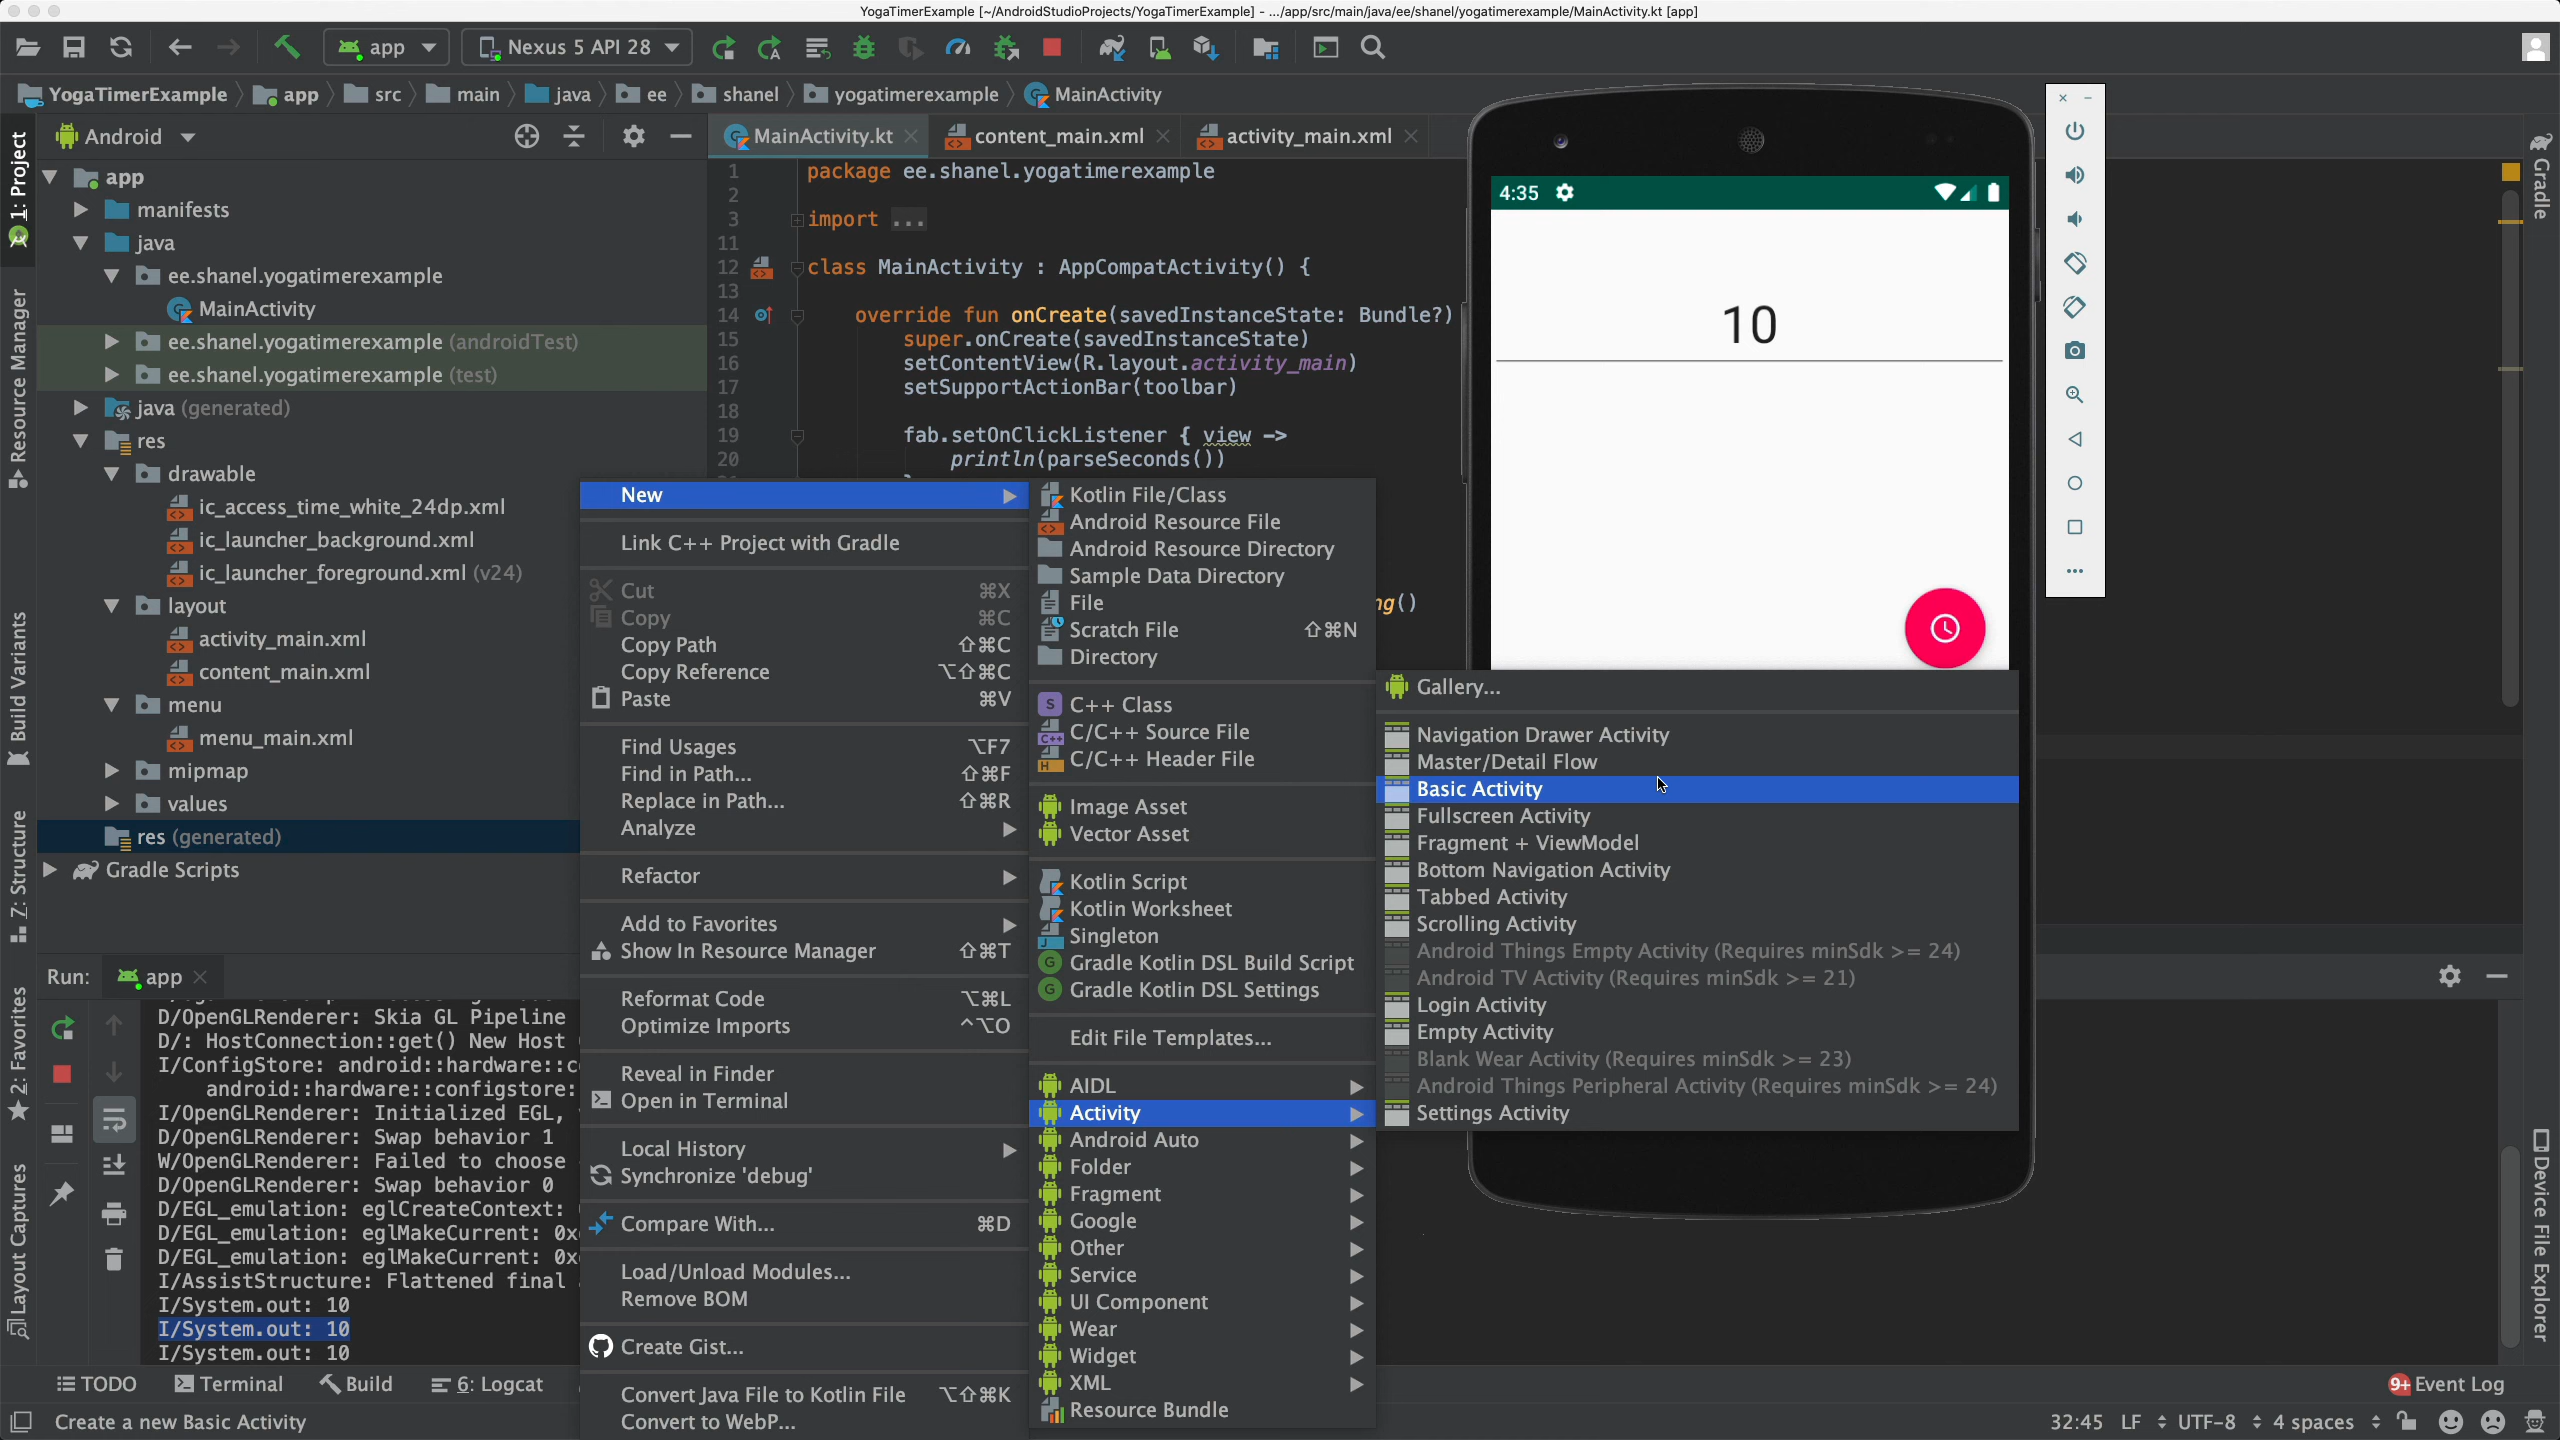 YogaTimerExample [~/AndroidStudioProjects/YogaTimerExample] - .../app/src/main/java/ee/shanel/yogatimerexample/MainActivity.kt [app]
app
Nexus 5 API 28
YogaTimerExample app src main java ee shanel yogatimerexample MainActivity
Android
MainActivity.kt content_main.xml activity_main.xml
1: Project
Resource Manager
Build Variants
Z: Structure
2: Favorites
Layout Captures
app
manifests
java
ee.shanel.yogatimerexample
MainActivity
ee.shanel.yogatimerexample (androidTest)
ee.shanel.yogatimerexample (test)
java (generated)
res
drawable
ic_access_time_white_24dp.xml
ic_launcher_background.xml
ic_launcher_foreground.xml (v24)
layout
activity_main.xml
content_main.xml
menu
menu_main.xml
mipmap
values
res (generated)
Gradle Scripts
1 package ee.shanel.yogatimerexample
2
3 import ...
11
12 class MainActivity : AppCompatActivity() {
13
14 override fun onCreate(savedInstanceState: Bundle?)
15 super.onCreate(savedInstanceState)
16 setContentView(R.layout.activity_main)
17 setSupportActionBar(toolbar)
18
19 fab.setOnClickListener { view ->
20 println(parseSeconds())
ng()
4:35
10
New
Link C++ Project with Gradle
Cut ⌘X
Copy ⌘C
Copy Path ⇧⌘C
Copy Reference ⌥⇧⌘C
Paste ⌘V
Find Usages ⌥F7
Find in Path... ⇧⌘F
Replace in Path... ⇧⌘R
Analyze
Refactor
Add to Favorites
Show In Resource Manager ⇧⌘T
Reformat Code ⌥⌘L
Optimize Imports ^⌥O
Reveal in Finder
Open in Terminal
Local History
Synchronize 'debug'
Compare With... ⌘D
Load/Unload Modules...
Remove BOM
Create Gist...
Convert Java File to Kotlin File ⌥⇧⌘K
Convert to WebP...
Kotlin File/Class
Android Resource File
Android Resource Directory
Sample Data Directory
File
Scratch File ⇧⌘N
Directory
S C++ Class
C++ C/C++ Source File
H C/C++ Header File
Image Asset
Vector Asset
Kotlin Script
Kotlin Worksheet
J Singleton
G Gradle Kotlin DSL Build Script
G Gradle Kotlin DSL Settings
Edit File Templates...
AIDL
Activity
Android Auto
Folder
Fragment
Google
Other
Service
UI Component
Wear
Widget
XML
Resource Bundle
Gallery...
Navigation Drawer Activity
Master/Detail Flow
Basic Activity
Fullscreen Activity
Fragment + ViewModel
Bottom Navigation Activity
Tabbed Activity
Scrolling Activity
Android Things Empty Activity (Requires minSdk >= 24)
Android TV Activity (Requires minSdk >= 21)
Login Activity
Empty Activity
Blank Wear Activity (Requires minSdk >= 23)
Android Things Peripheral Activity (Requires minSdk >= 24)
Settings Activity
Gradle
Device File Explorer
Run: app
D/OpenGLRenderer: Skia GL Pipeline
D/: HostConnection::get() New Host
I/ConfigStore: android::hardware::c
android::hardware::configstore:
I/OpenGLRenderer: Initialized EGL,
D/OpenGLRenderer: Swap behavior 1
W/OpenGLRenderer: Failed to choose
D/OpenGLRenderer: Swap behavior 0
D/EGL_emulation: eglCreateContext:
D/EGL_emulation: eglMakeCurrent: 0x
D/EGL_emulation: eglMakeCurrent: 0x
I/AssistStructure: Flattened final
I/System.out: 10
I/System.out: 10
I/System.out: 10
TODO Terminal Build 6: Logcat
9+ Event Log
Create a new Basic Activity
32:45 LF UTF-8 4 spaces